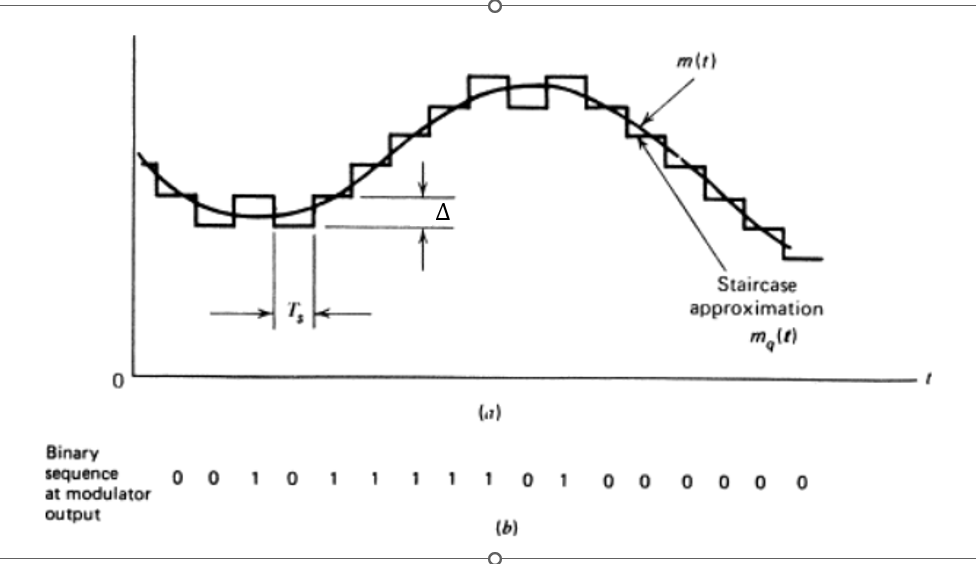 m(t)
Δ
T_s
Staircase
approximation
m_q(t)
0
t
(a)
Binary
sequence
at modulator
output
0 0 1 0 1 1 1 1 1 0 1 0 0 0 0 0 0
(b)